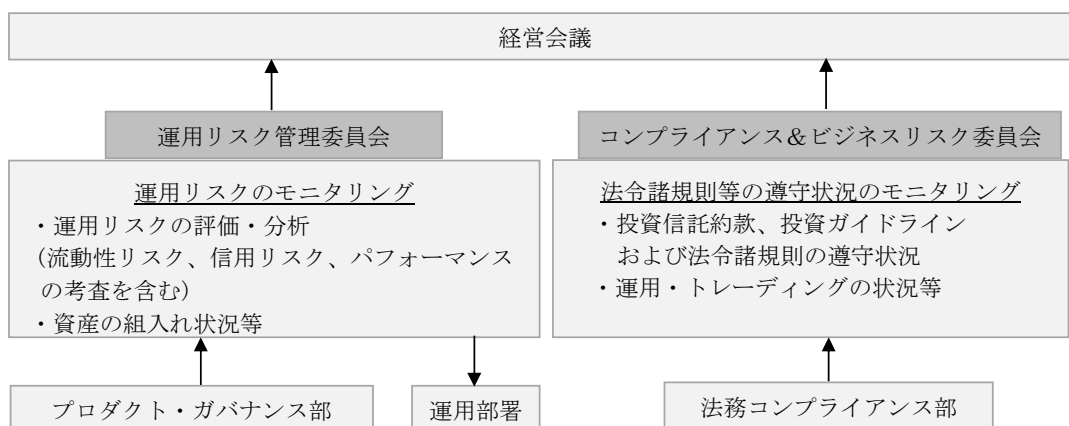 経営会議
運用リスク管理委員会
運用リスクのモニタリング
・運用リスクの評価・分析
(流動性リスク、信用リスク、パフォーマンス
の考査を含む)
・資産の組入れ状況等
プロダクト・ガバナンス部
運用部署
コンプライアンス&ビジネスリスク委員会
法令諸規則等の遵守状況のモニタリング
・投資信託約款、投資ガイドライン
および法令諸規則の遵守状況
・運用・トレーディングの状況等
法務コンプライアンス部